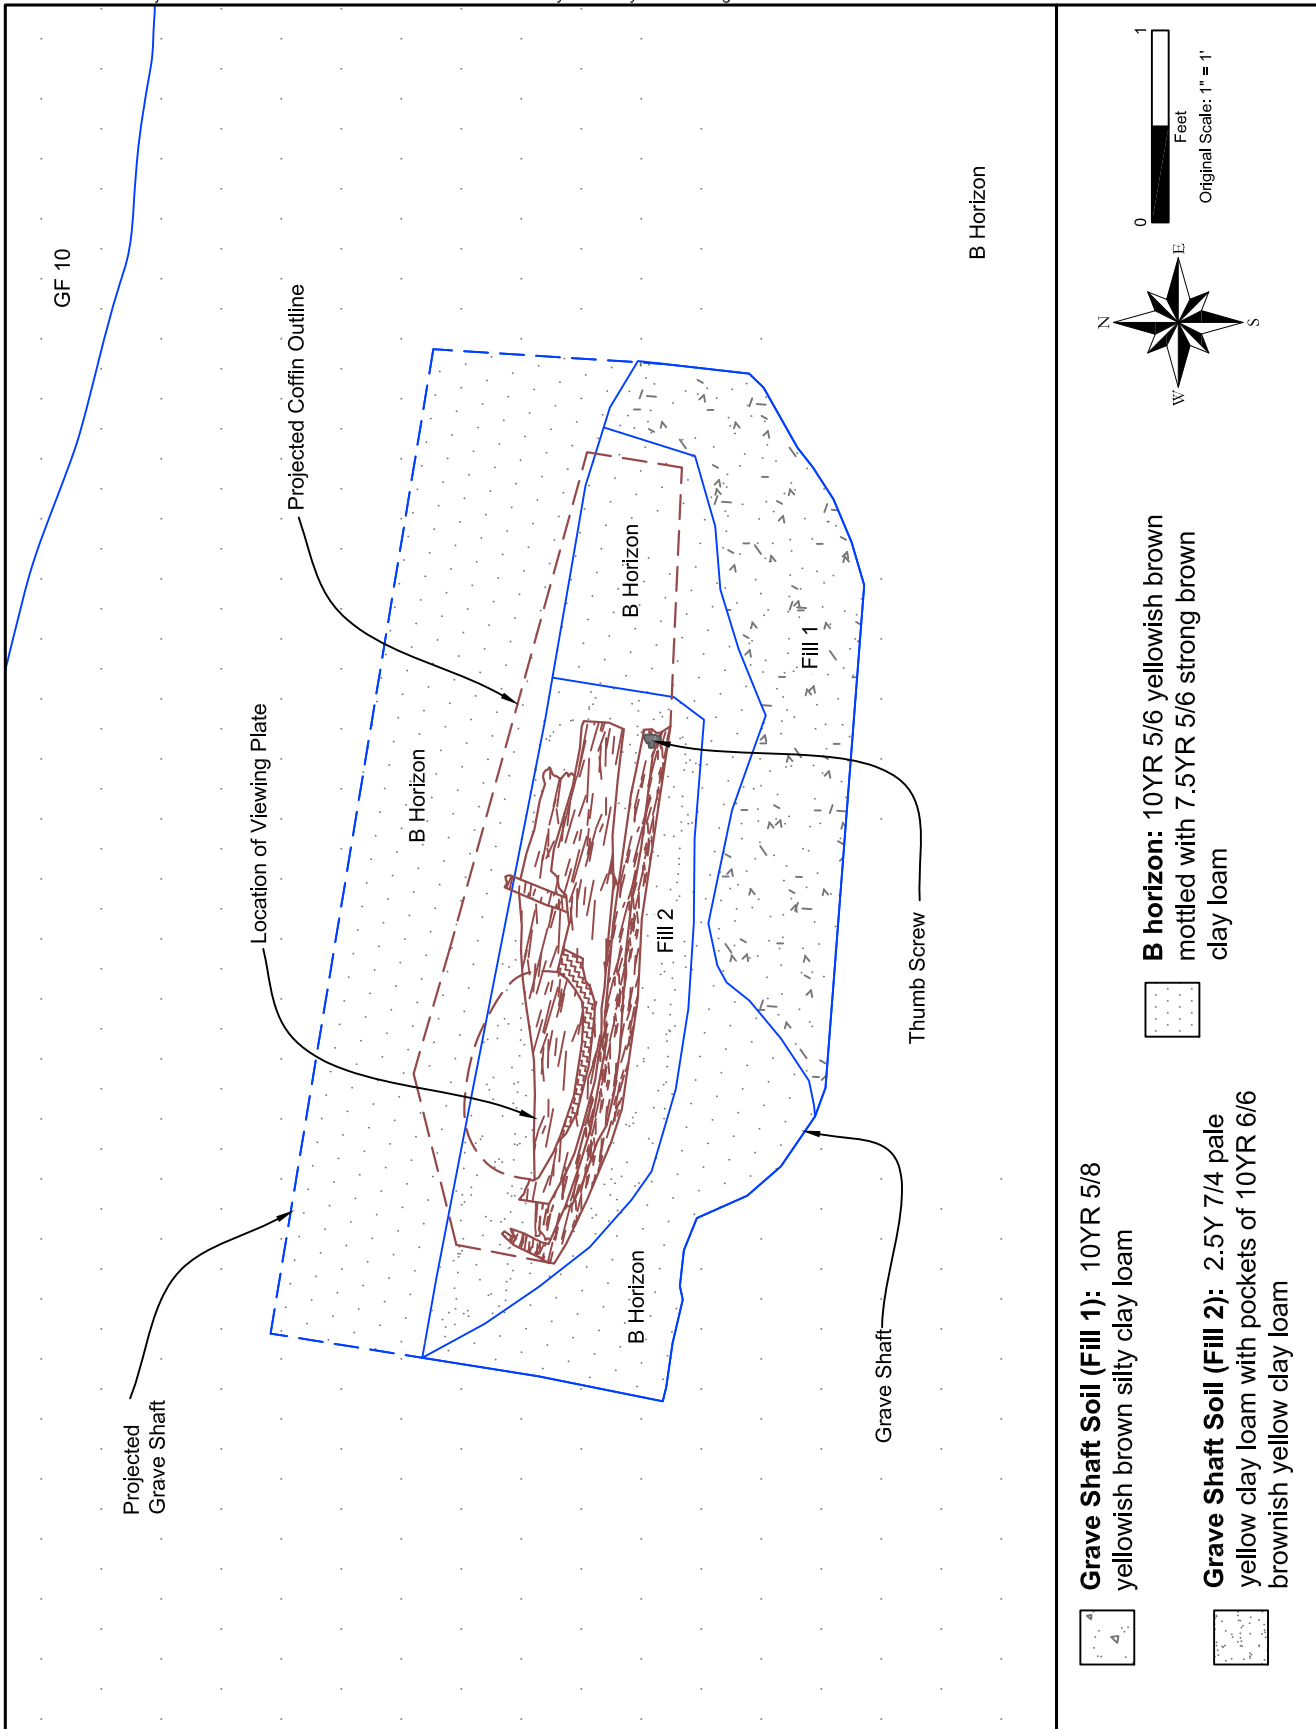 GF 10
Projected Coffin Outline
Location of Viewing Plate
Projected
Grave Shaft
B Horizon
B Horizon
B Horizon
B Horizon
Fill 1
Fill 2
Thumb Screw
Grave Shaft
Grave Shaft Soil (Fill 1): 10YR 5/8
yellowish brown silty clay loam
Grave Shaft Soil (Fill 2): 2.5Y 7/4 pale
yellow clay loam with pockets of 10YR 6/6
brownish yellow clay loam
B horizon: 10YR 5/6 yellowish brown
mottled with 7.5YR 5/6 strong brown
clay loam
N
E
S
W
0
1
Feet
Original Scale: 1" = 1'